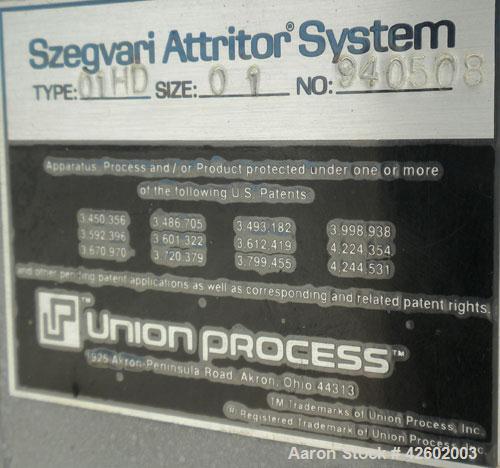 Szegvari Attritor® System
TYPE: 01HD SIZE: 01 NO: 940508
Apparatus, Process and / or Product protected under one or more
of the following U.S. Patents:
3,450,356 3,486,705 3,493,182 3,998,938
3,592,396 3,601,322 3,612,419 4,224,354
3,670,970 3,720,379 3,799,455 4,244,531
and other pending patent applications as well as corresponding and related patent rights.
UP™ UNION PROCESS™
1925 Akron-Peninsula Road, Akron, Ohio 44313
TM Trademarks of Union Process, Inc.
® Registered Trademark of Union Process, Inc.
Aaron Stock # 42602003